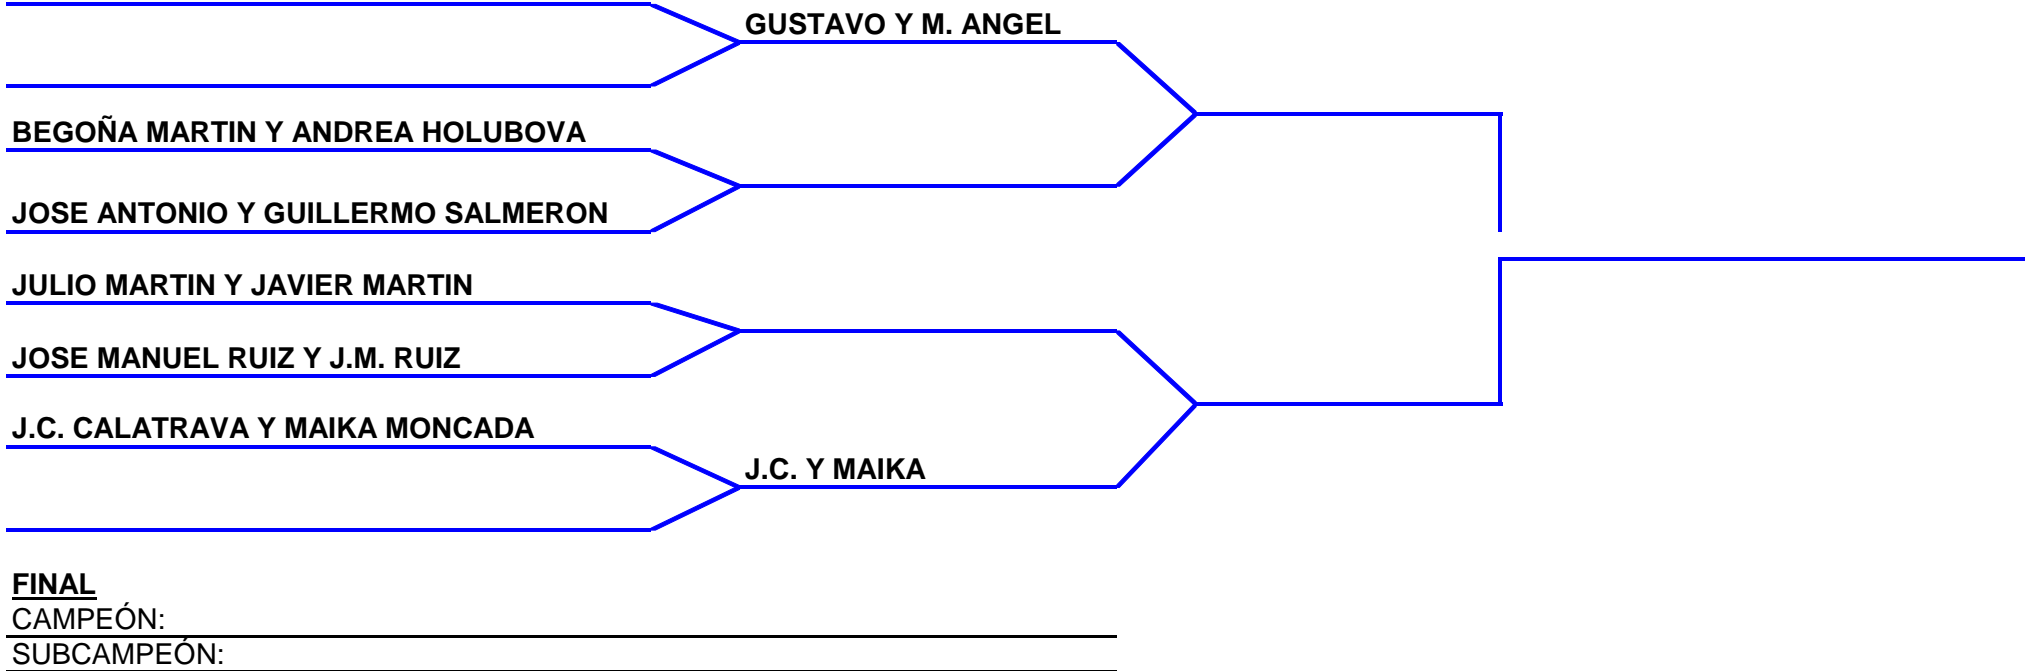 GUSTAVO Y M. ANGEL
BEGOÑA MARTIN Y ANDREA HOLUBOVA
JOSE ANTONIO Y GUILLERMO SALMERON
JULIO MARTIN Y JAVIER MARTIN
JOSE MANUEL RUIZ Y J.M. RUIZ
J.C. CALATRAVA Y MAIKA MONCADA
J.C. Y MAIKA
FINAL
CAMPEÓN:
SUBCAMPEÓN: